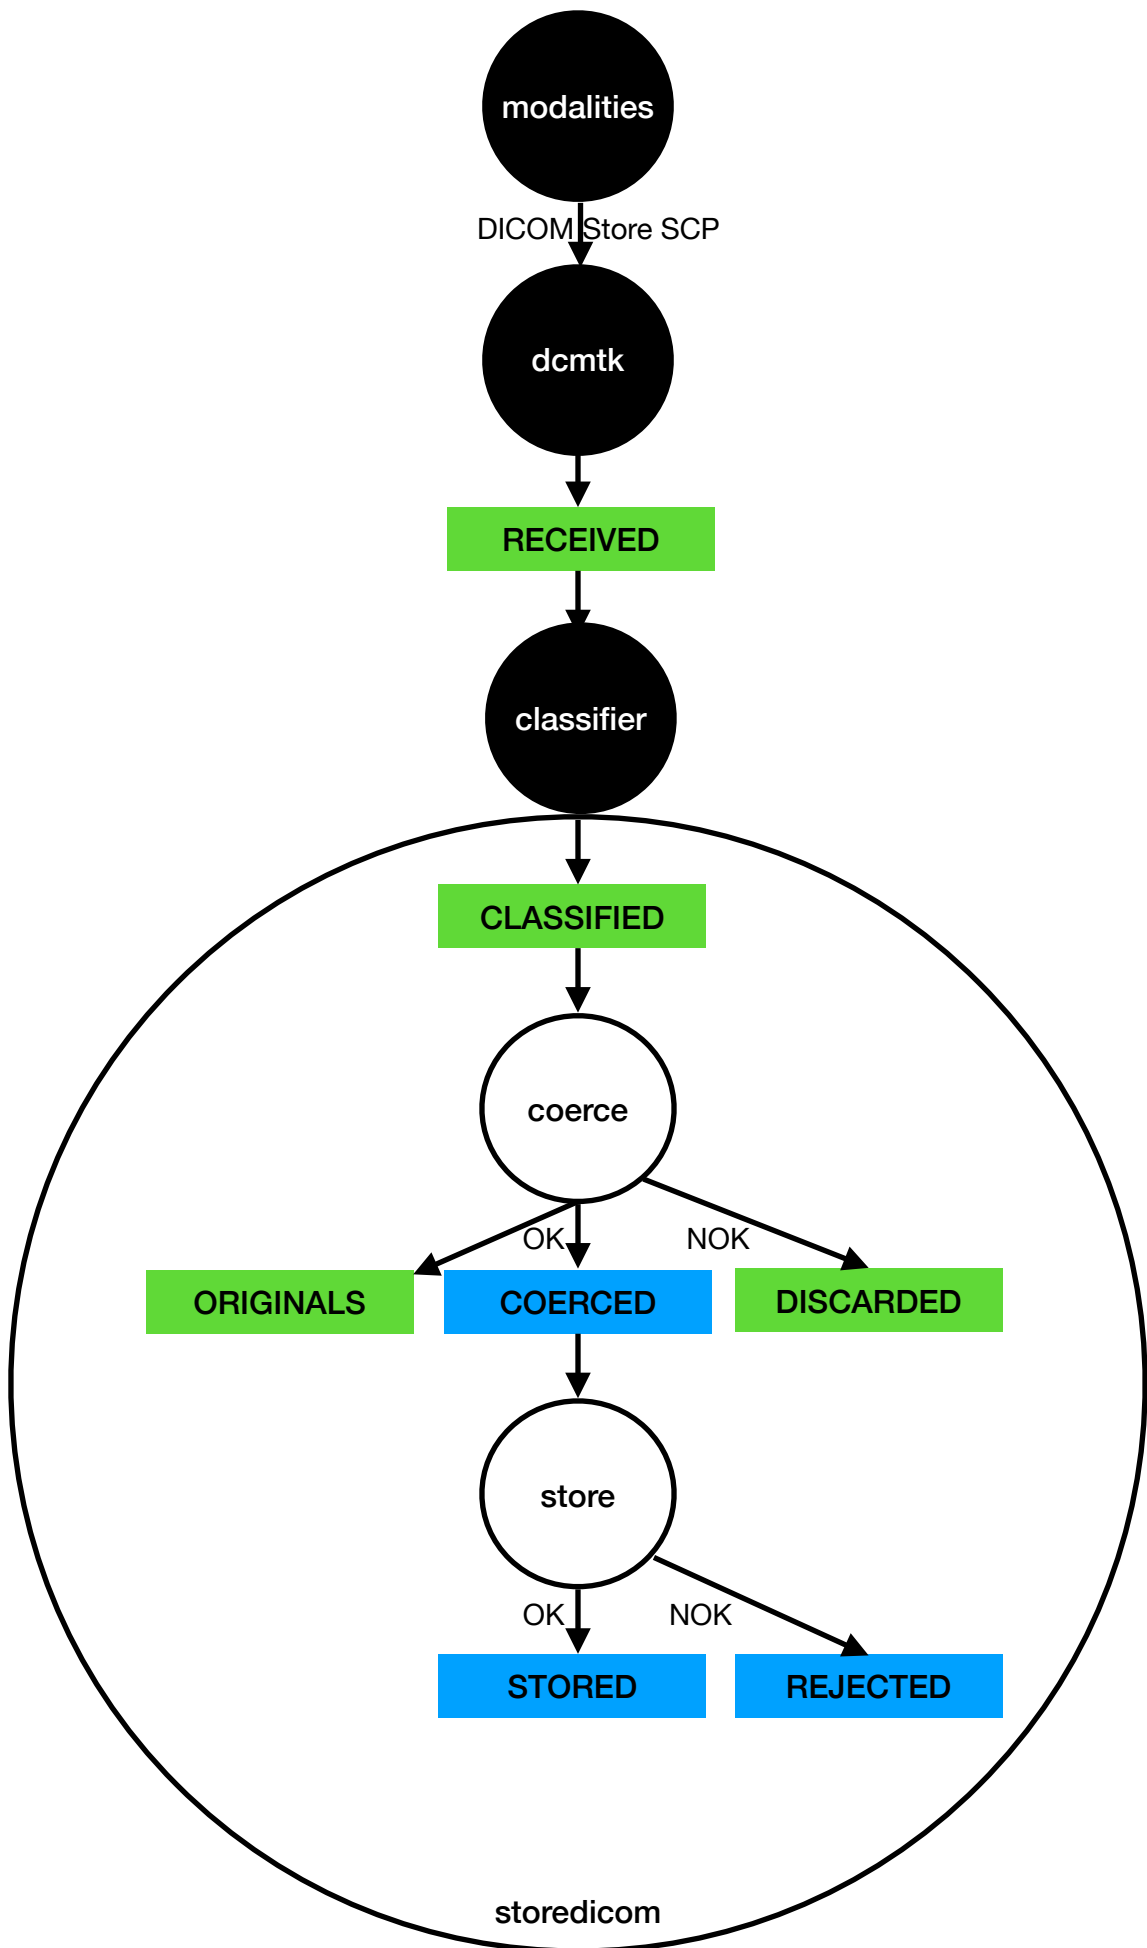 modalities
DICOM Store SCP
dcmtk
RECEIVED
classifier
CLASSIFIED
coerce
OK
NOK
ORIGINALS
COERCED
DISCARDED
store
OK
NOK
STORED
REJECTED
storedicom